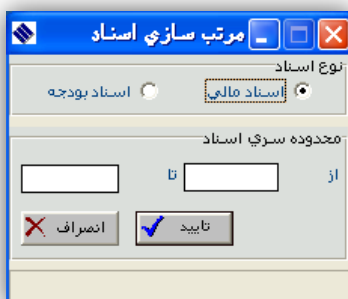 مرتب سازي اسناد
نوع اسناد
اسناد مالي اسناد بودجه
محدوده سري اسناد
از تا
تاييد انصراف